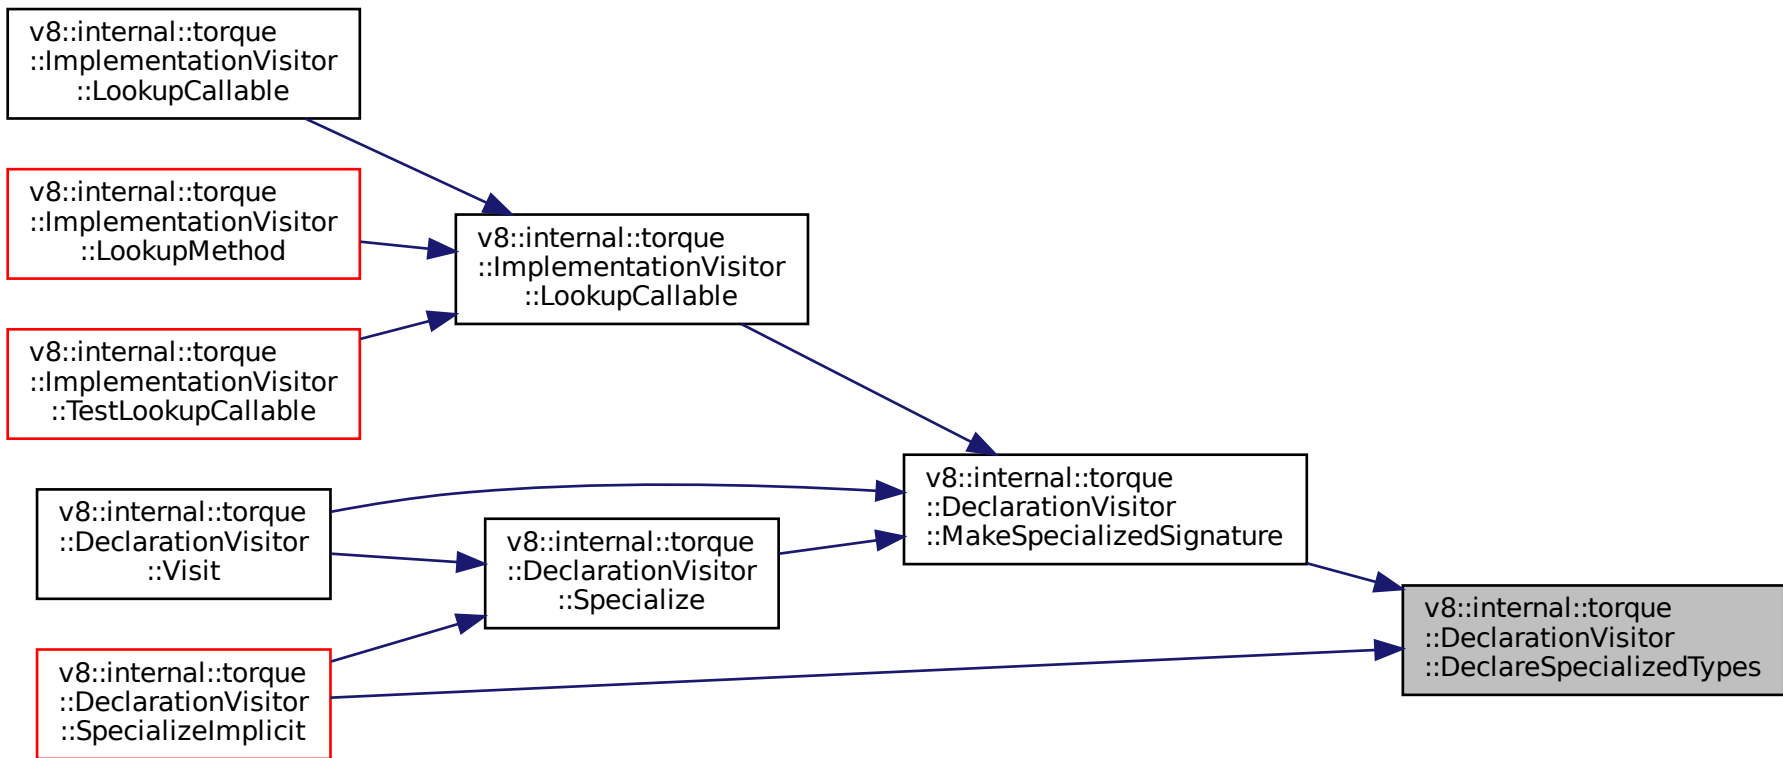 v8::internal::torque
::ImplementationVisitor
::LookupCallable
v8::internal::torque
::ImplementationVisitor
::LookupMethod
v8::internal::torque
::ImplementationVisitor
::TestLookupCallable
v8::internal::torque
::ImplementationVisitor
::LookupCallable
v8::internal::torque
::DeclarationVisitor
::MakeSpecializedSignature
v8::internal::torque
::DeclarationVisitor
::Visit
v8::internal::torque
::DeclarationVisitor
::Specialize
v8::internal::torque
::DeclarationVisitor
::SpecializeImplicit
v8::internal::torque
::DeclarationVisitor
::DeclareSpecializedTypes